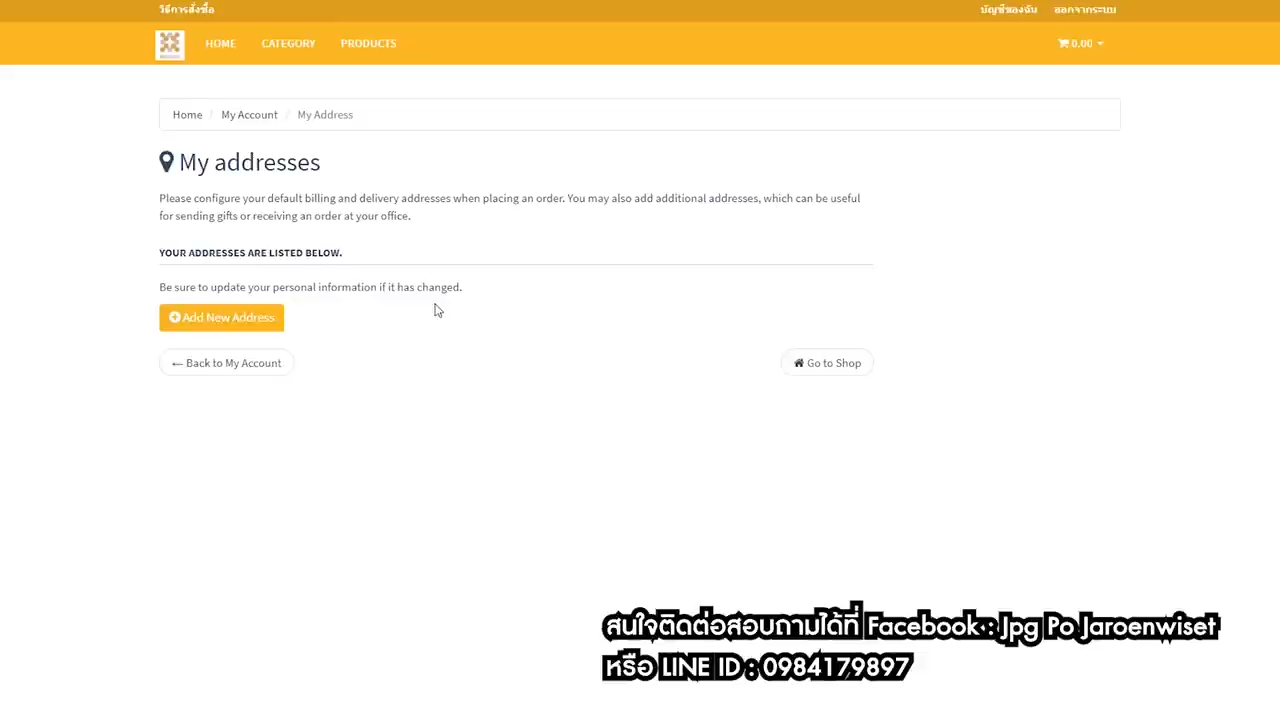 วิธีการสั่งซื้อ
บัญชีของฉัน
ออกจากระบบ
HOME
CATEGORY
PRODUCTS
0.00
Home / My Account / My Address
My addresses
Please configure your default billing and delivery addresses when placing an order. You may also add additional addresses, which can be useful
for sending gifts or receiving an order at your office.
YOUR ADDRESSES ARE LISTED BELOW.
Be sure to update your personal information if it has changed.
Add New Address
← Back to My Account
Go to Shop
สนใจติดต่อสอบถามได้ที่ Facebook : Jpg Po Jaroenwiset
หรือ LINE ID : 0984179897